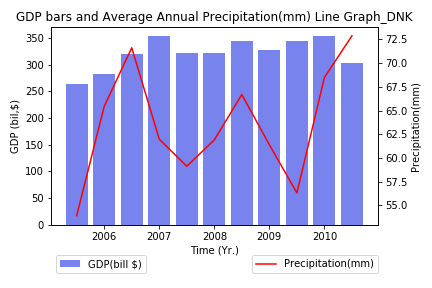 GDP bars and Average Annual Precipitation(mm) Line Graph_DNK
350
300
250
200
150
100
50
0
GDP (bil,$)
72.5
70.0
67.5
65.0
62.5
60.0
57.5
55.0
Precipitation(mm)
2006 2007 2008 2009 2010
Time (Yr.)
GDP(bill $)
Precipitation(mm)